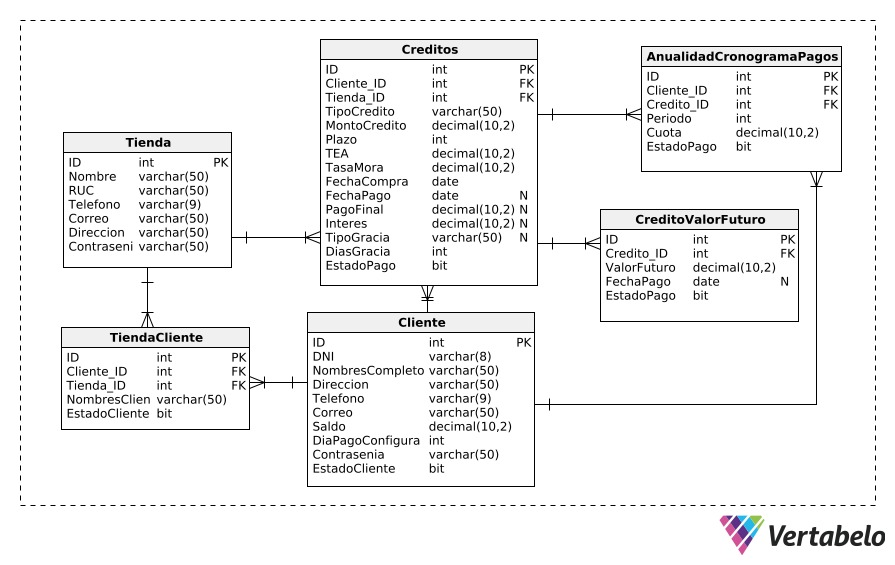 Creditos
ID int PK
Cliente_ID int FK
Tienda_ID int FK
TipoCredito varchar(50)
MontoCredito decimal(10,2)
Plazo int
TEA decimal(10,2)
TasaMora decimal(10,2)
FechaCompra date
FechaPago date N
PagoFinal decimal(10,2) N
Interes decimal(10,2) N
TipoGracia varchar(50) N
DiasGracia int
EstadoPago bit
AnualidadCronogramaPagos
ID int PK
Cliente_ID int FK
Credito_ID int FK
Periodo int
Cuota decimal(10,2)
EstadoPago bit
Tienda
ID int PK
Nombre varchar(50)
RUC varchar(50)
Telefono varchar(9)
Correo varchar(50)
Direccion varchar(50)
Contraseni varchar(50)
CreditoValorFuturo
ID int PK
Credito_ID int FK
ValorFuturo decimal(10,2)
FechaPago date N
EstadoPago bit
TiendaCliente
ID int PK
Cliente_ID int FK
Tienda_ID int FK
NombresClien varchar(50)
EstadoCliente bit
Cliente
ID int PK
DNI varchar(8)
NombresCompleto varchar(50)
Direccion varchar(50)
Telefono varchar(9)
Correo varchar(50)
Saldo decimal(10,2)
DiaPagoConfigura int
Contrasenia varchar(50)
EstadoCliente bit
Vertabelo